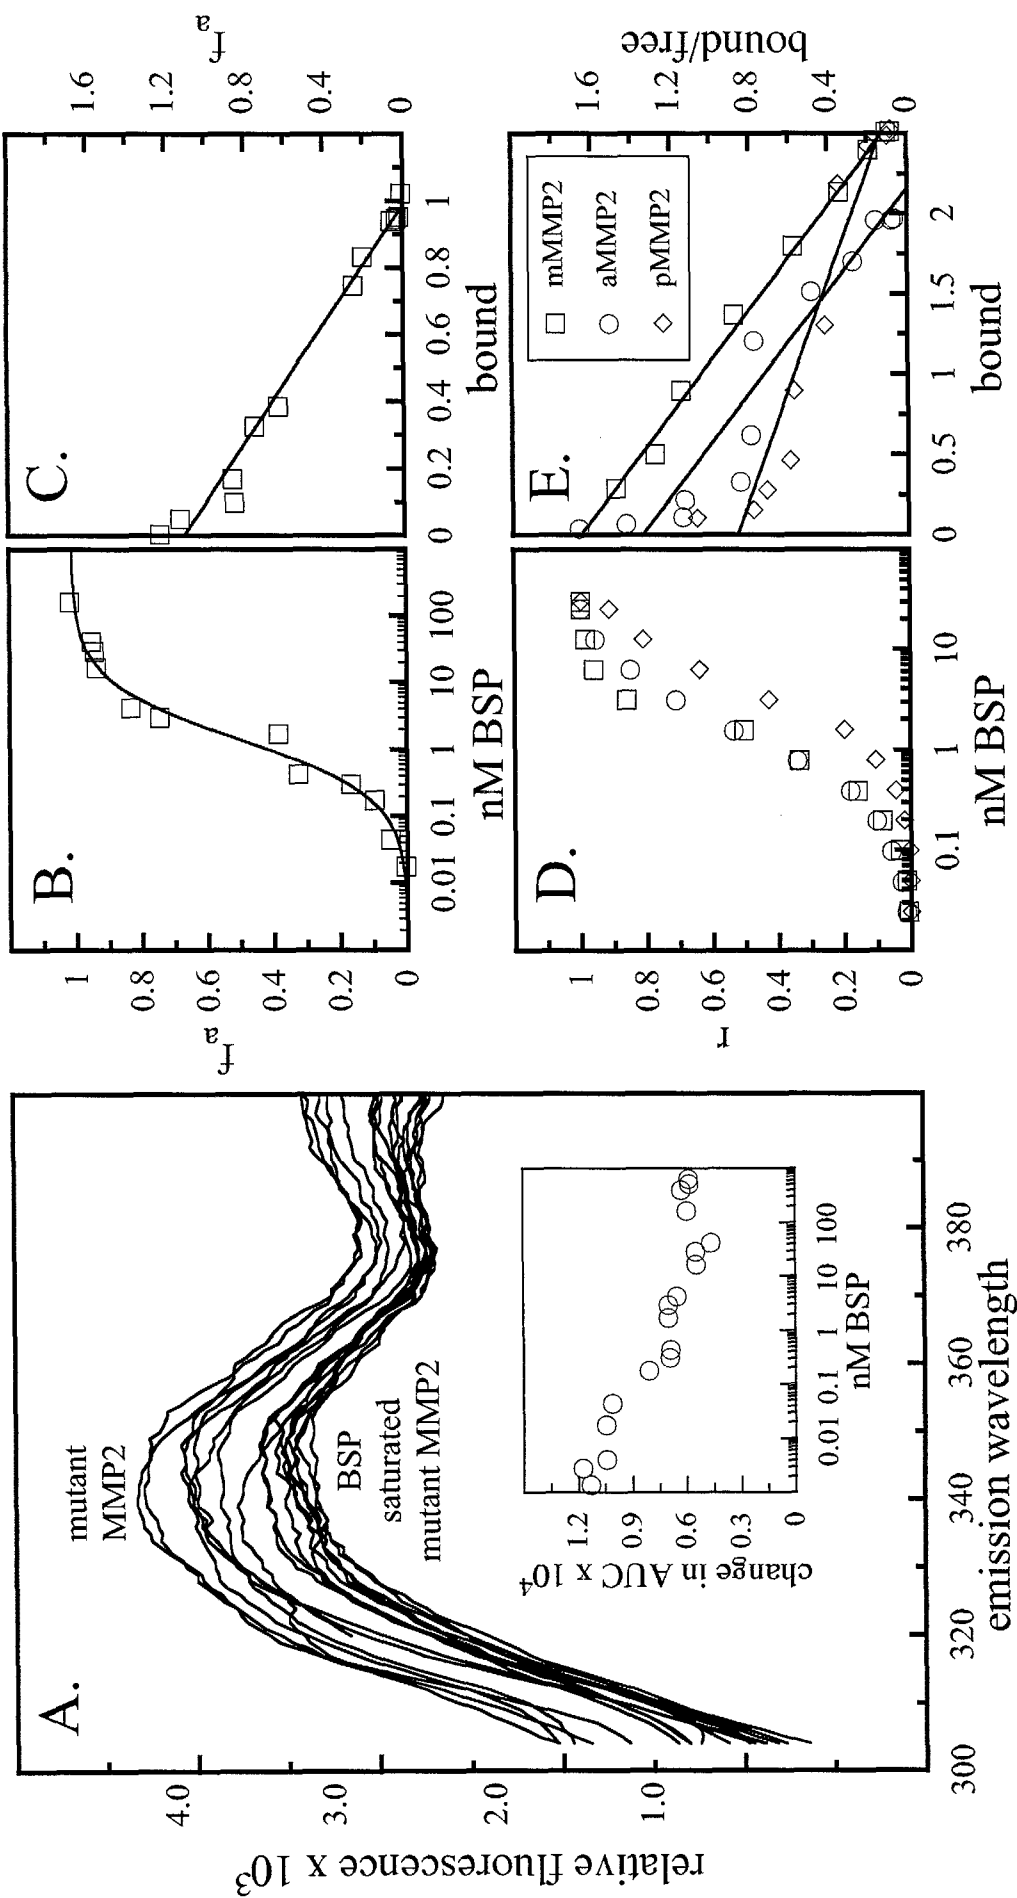 A.
relative fluorescence x 10³
4.0
3.0
2.0
1.0
mutant
MMP2
BSP
saturated
mutant MMP2
300
320
340
360
380
emission wavelength
change in AUC x 10⁴
1.2
0.9
0.6
0.3
0
0.01
0.1
1
10
100
nM BSP
B.
fa
1
0.8
0.6
0.4
0.2
0
0.01
0.1
1
10
100
nM BSP
C.
fa
1.6
1.2
0.8
0.4
0
0
0.2
0.4
0.6
0.8
1
bound
D.
r
1
0.8
0.6
0.4
0.2
0
0.1
1
10
nM BSP
E.
mMMP2
aMMP2
pMMP2
bound/free
1.6
1.2
0.8
0.4
0
0
0.5
1
1.5
2
bound